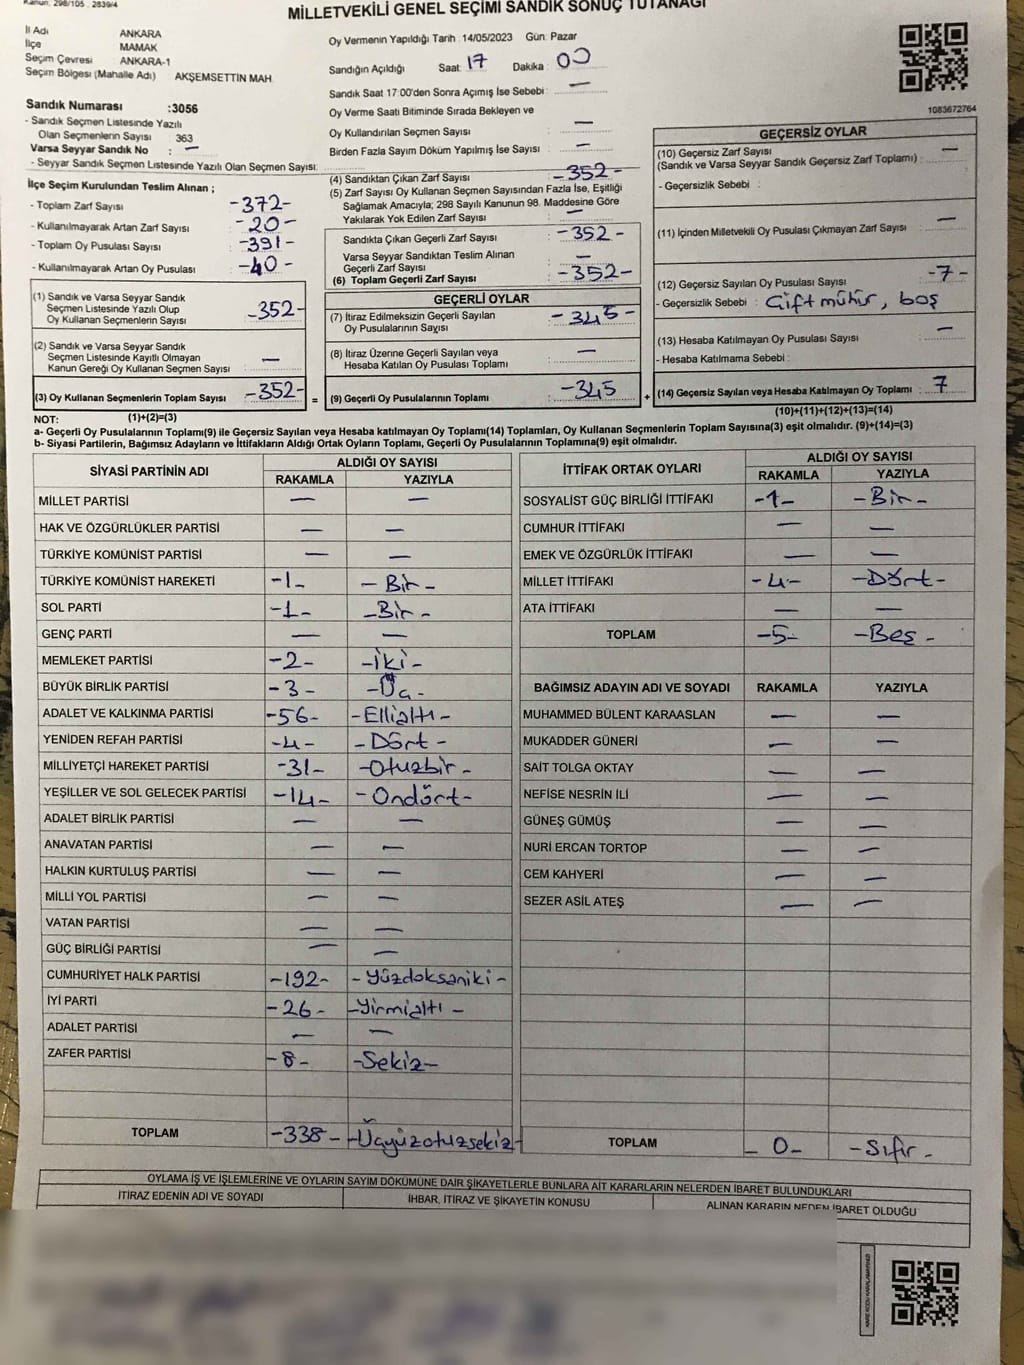 Kanun: 298/105 2839/4
MİLLETVEKİLİ GENEL SEÇİMİ SANDIK SONUÇ TUTANAĞI
İl Adı ANKARA
İlçe MAMAK
Seçim Çevresi ANKARA-1
Seçim Bölgesi (Mahalle Adı) AKŞEMSETTİN MAH.
Oy Vermenin Yapıldığı Tarih : 14/05/2023 Gün: Pazar
Sandığın Açıldığı Saat: 17 Dakika : 00
Sandık Saat 17:00'den Sonra Açımış İse Sebebi : —
Oy Verme Saati Bitiminde Sırada Bekleyen ve
Oy Kullandırılan Seçmen Sayısı : —
Birden Fazla Sayım Döküm Yapılmış İse Sayısı : —
1083672764
Sandık Numarası :3056
- Sandık Seçmen Listesinde Yazılı
Olan Seçmenlerin Sayısı : 363
Varsa Seyyar Sandık No : —
- Seyyar Sandık Seçmen Listesinde Yazılı Olan Seçmen Sayısı:
İlçe Seçim Kurulundan Teslim Alınan ;
- Toplam Zarf Sayısı -372-
- Kullanılmayarak Artan Zarf Sayısı : -20-
- Toplam Oy Pusulası Sayısı : -391-
- Kullanılmayarak Artan Oy Pusulası : -40-
(4) Sandıktan Çıkan Zarf Sayısı : -352-
(5) Zarf Sayısı Oy Kullanan Seçmen Sayısından Fazla İse, Eşitliği
Sağlamak Amacıyla; 298 Sayılı Kanunun 98. Maddesine Göre
Yakılarak Yok Edilen Zarf Sayısı : —
Sandıkta Çıkan Geçerli Zarf Sayısı : -352-
Varsa Seyyar Sandıktan Teslim Alınan
Geçerli Zarf Sayısı : —
(6) Toplam Geçerli Zarf Sayısı : -352-
GEÇERSİZ OYLAR
(10) Geçersiz Zarf Sayısı
(Sandık ve Varsa Seyyar Sandık Geçersiz Zarf Toplamı) : —
- Geçersizlik Sebebi :
(11) İçinden Milletvekili Oy Pusulası Çıkmayan Zarf Sayısı : —
(12) Geçersiz Sayılan Oy Pusulası Sayısı : -7-
- Geçersizlik Sebebi : Çift mühür, boş
(13) Hesaba Katılmayan Oy Pusulası Sayısı : —
- Hesaba Katılmama Sebebi :
(14) Geçersiz Sayılan veya Hesaba Katılmayan Oy Toplamı : 7
(10)+(11)+(12)+(13)=(14)
(1) Sandık ve Varsa Seyyar Sandık
Seçmen Listesinde Yazılı Olup
Oy Kullanan Seçmenlerin Sayısı : -352-
(2) Sandık ve Varsa Seyyar Sandık
Seçmen Listesinde Kayıtlı Olmayan
Kanun Gereği Oy Kullanan Seçmen Sayısı : —
(3) Oy Kullanan Seçmenlerin Toplam Sayısı : -352- =
GEÇERLİ OYLAR
(7) İtiraz Edilmeksizin Geçerli Sayılan
Oy Pusulalarının Sayısı : -345-
(8) İtiraz Üzerine Geçerli Sayılan veya
Hesaba Katılan Oy Pusulası Toplamı : —
(9) Geçerli Oy Pusulalarının Toplamı : -345 +
NOT: (1)+(2)=(3)
a- Geçerli Oy Pusulalarının Toplamı(9) ile Geçersiz Sayılan veya Hesaba katılmayan Oy Toplamı(14) Toplamları, Oy Kullanan Seçmenlerin Toplam Sayısına(3) eşit olmalıdır. (9)+(14)=(3)
b- Siyasi Partilerin, Bağımsız Adayların ve İttifakların Aldığı Ortak Oyların Toplamı, Geçerli Oy Pusulalarının Toplamına(9) eşit olmalıdır.
SİYASİ PARTİNİN ADI ALDIĞI OY SAYISI
RAKAMLA YAZIYLA
MİLLET PARTİSİ — —
HAK VE ÖZGÜRLÜKLER PARTİSİ — —
TÜRKİYE KOMÜNİST PARTİSİ — —
TÜRKİYE KOMÜNİST HAREKETİ -1- -Bir-
SOL PARTİ -1- -Bir-
GENÇ PARTİ — —
MEMLEKET PARTİSİ -2- -İki-
BÜYÜK BİRLİK PARTİSİ -3- -Üç-
ADALET VE KALKINMA PARTİSİ -56- -Ellialtı-
YENİDEN REFAH PARTİSİ -4- -Dört-
MİLLİYETÇİ HAREKET PARTİSİ -31- -Otuzbir-
YEŞİLLER VE SOL GELECEK PARTİSİ -14- -Ondört-
ADALET BİRLİK PARTİSİ — —
ANAVATAN PARTİSİ — —
HALKIN KURTULUŞ PARTİSİ — —
MİLLİ YOL PARTİSİ — —
VATAN PARTİSİ — —
GÜÇ BİRLİĞİ PARTİSİ — —
CUMHURİYET HALK PARTİSİ -192- -Yüzdoksaniki-
İYİ PARTİ -26- -Yirmialtı-
ADALET PARTİSİ — —
ZAFER PARTİSİ -8- -Sekiz-
TOPLAM -338- -Üçyüzotuzsekiz-
İTTİFAK ORTAK OYLARI ALDIĞI OY SAYISI
RAKAMLA YAZIYLA
SOSYALİST GÜÇ BİRLİĞİ İTTİFAKI -1- -Bir-
CUMHUR İTTİFAKI — —
EMEK VE ÖZGÜRLÜK İTTİFAKI — —
MİLLET İTTİFAKI -4- -Dört-
ATA İTTİFAKI — —
TOPLAM -5- -Beş-
BAĞIMSIZ ADAYIN ADI VE SOYADI RAKAMLA YAZIYLA
MUHAMMED BÜLENT KARAASLAN — —
MUKADDER GÜNERİ — —
SAİT TOLGA OKTAY — —
NEFİSE NESRİN İLİ — —
GÜNEŞ GÜMÜŞ — —
NURİ ERCAN TORTOP — —
CEM KAHYERİ — —
SEZER ASİL ATEŞ — —
TOPLAM -0- -Sıfır-
OYLAMA İŞ VE İŞLEMLERİNE VE OYLARIN SAYIM DÖKÜMÜNE DAİR ŞİKAYETLERLE BUNLARA AİT KARARLARIN NELERDEN İBARET BULUNDUKLARI
İTİRAZ EDENİN ADI VE SOYADI İHBAR, İTİRAZ VE ŞİKAYETİN KONUSU ALINAN KARARIN NEDEN İBARET OLDUĞU